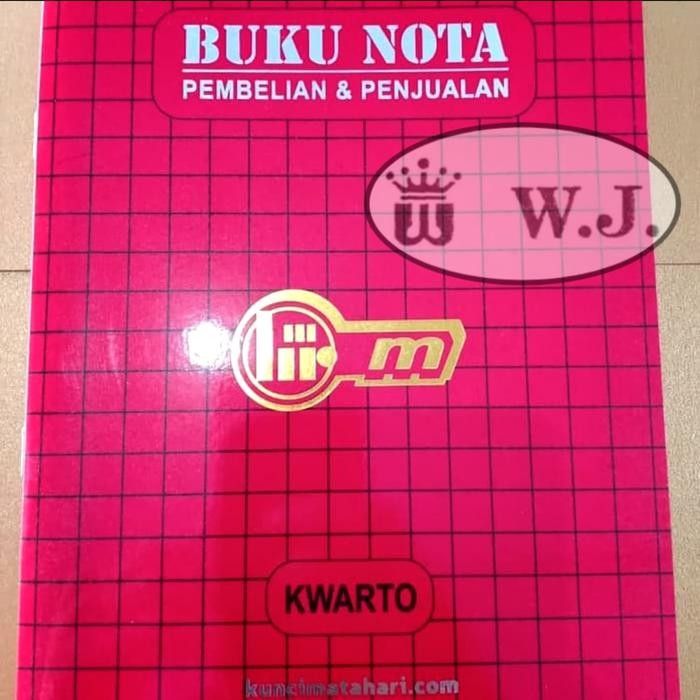 BUKU NOTA
PEMBELIAN & PENJUALAN
W.J.
m
KWARTO
kuncimatahari.com